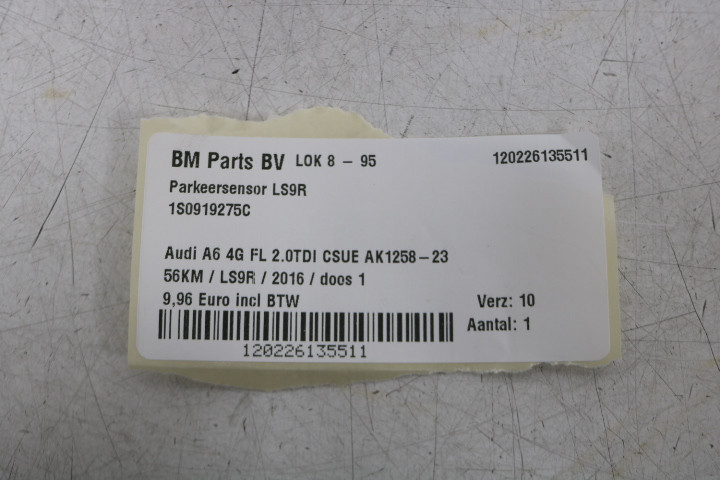 BM Parts BV LOK 8 - 95 120226135511
Parkeersensor LS9R
1S0919275C
Audi A6 4G FL 2.0TDI CSUE AK1258-23
56KM / LS9R / 2016 / doos 1
9,96 Euro incl BTW Verz: 10
Aantal: 1
120226135511